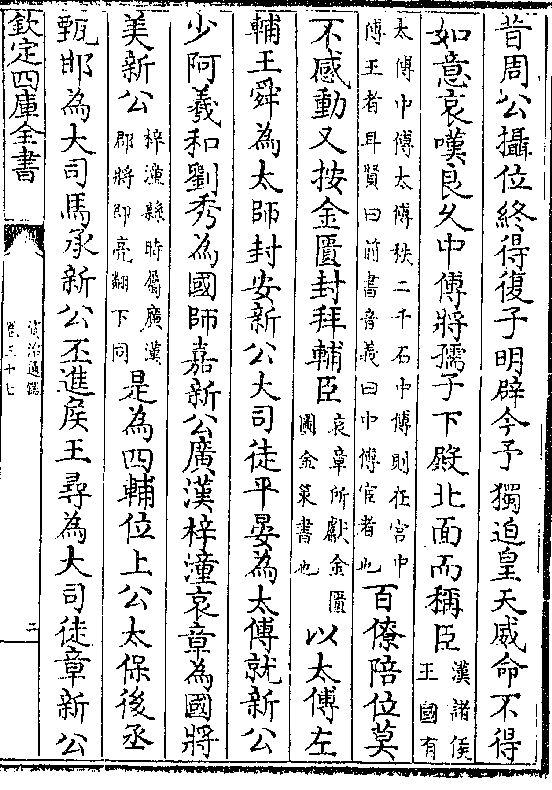 昔周公攝位終得復子明辟今予獨迫皇天威命不得
如意哀嘆良久中傅將孺子下殿北面而稱臣漢諸侯
王國有
太傅中傅太傅秩二千石中傅則在宫中
傅王者耳賢曰前書音義曰中傅宦者也百僚陪位莫
不感動又按金匱封拜輔臣哀章所獻金匱
圖金策書也以太傅左
輔王舜為太師封安新公大司徒平晏為太傅就新公
少阿羲和劉秀為國師嘉新公廣漢梓潼哀章為國將
美新公梓潼縣時屬廣漢
郡將即亮翻下同是為四輔位上公太保後丞
甄邯為大司馬承新公丕進侯王尋為大司徒章新公
欽定四庫全書
資治通鑑
卷三十七
二